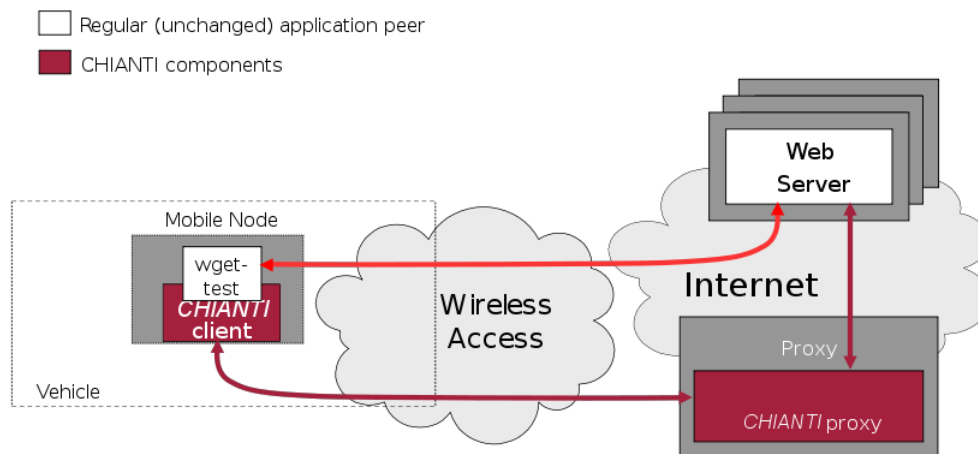 Regular (unchanged) application peer
CHIANTI components
Web
Server
Mobile Node
wget-
test
CHIANTI
client
Wireless
Access
Internet
Proxy
Vehicle
CHIANTI proxy